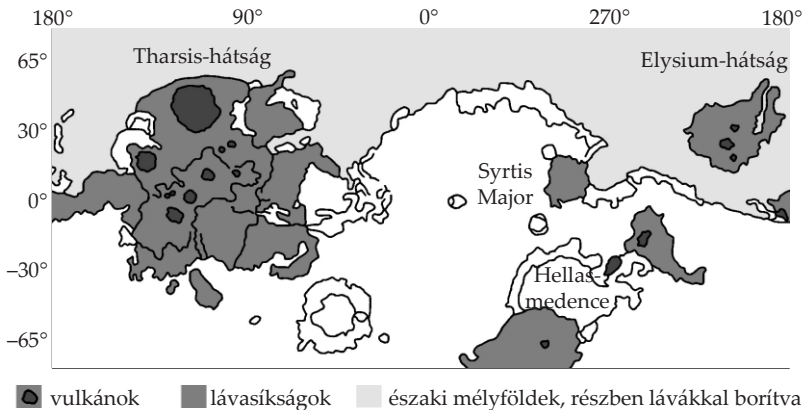 180° 90° 0° 270° 180°
65°
Tharsis-hátság
Elysium-hátság
30°
Syrtis
Major
0°
–30°
Hellas-
medence
–65°
vulkánok lávasíkságok északi mélyföldek, részben lávákkal borítva